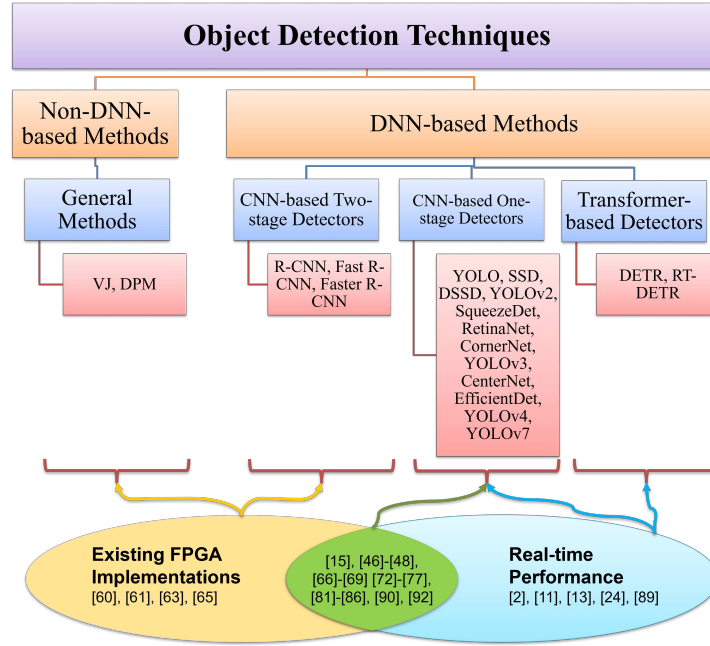 Object Detection Techniques
Non-DNN-
based Methods
DNN-based Methods
General
Methods
CNN-based Two-
stage Detectors
CNN-based One-
stage Detectors
Transformer-
based Detectors
VJ, DPM
R-CNN, Fast R-
CNN, Faster R-
CNN
YOLO, SSD,
DSSD, YOLOv2,
SqueezeDet,
RetinaNet,
CornerNet,
YOLOv3,
CenterNet,
EfficientDet,
YOLOv4,
YOLOv7
DETR, RT-
DETR
Existing FPGA
Implementations
[60], [61], [63], [65]
[15], [46]-[48],
[66]-[69] [72]-[77],
[81]-[86], [90], [92]
Real-time
Performance
[2], [11], [13], [24], [89]